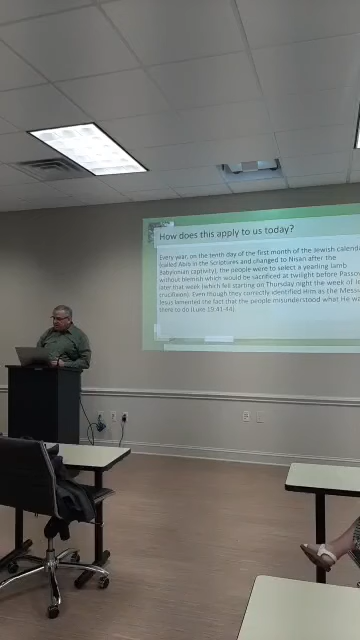 How does this apply to us today?
Every year, on the tenth day of the first month of the Jewish calenda
(called Abib in the Scriptures and changed to Nisan after the
Babylonian captivity), the people were to select a yearling lamb
without blemish which would be sacrificed at twilight before Passov
later that week (which fell starting on Thursday night the week of
crucifixion). Even though they correctly identified Him as the Mess
Jesus lamented the fact that the people misunderstood what He wa
there to do (Luke 19:41-44)